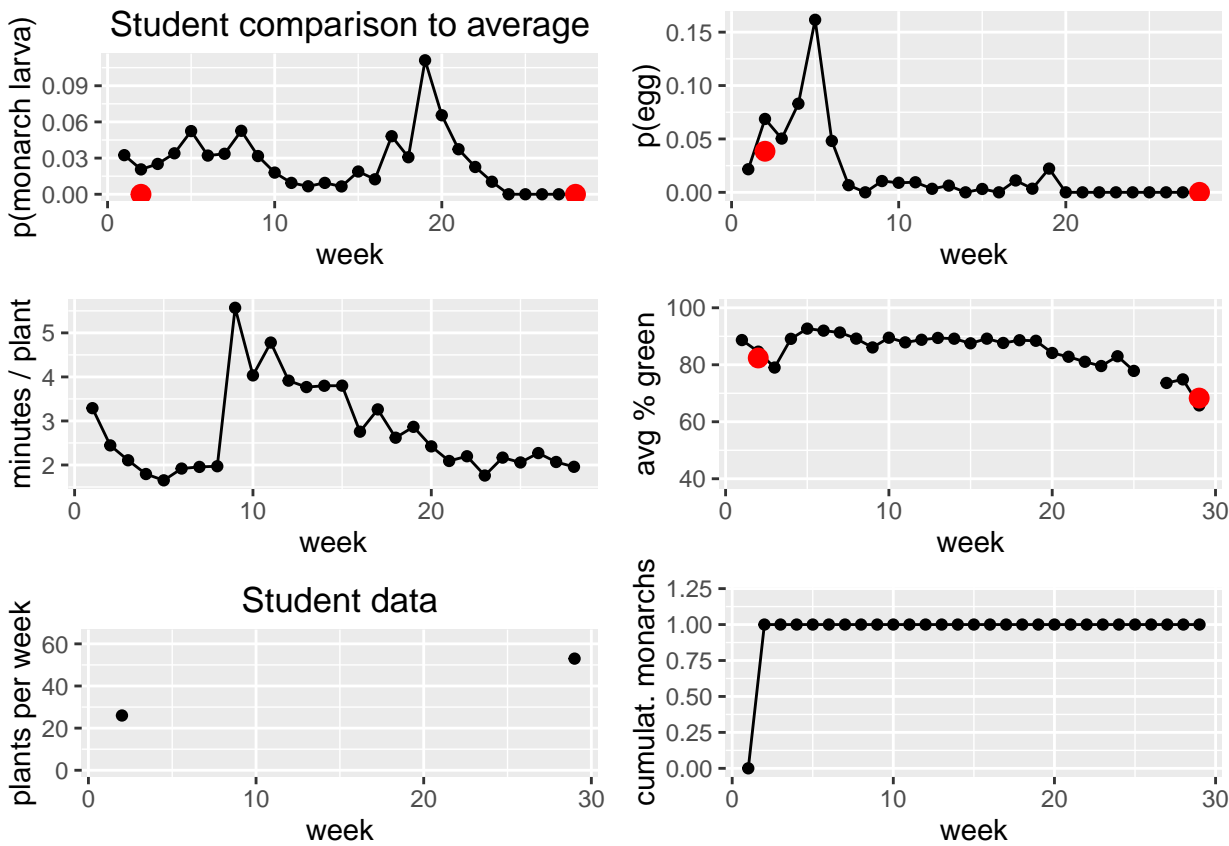 Student comparison to average
p(monarch larva)
0.09
0.06
0.03
0.00
0 10 20
week
p(egg)
0.15
0.10
0.05
0.00
0 10 20
week
minutes / plant
5
4
3
2
0 10 20
week
avg % green
100
80
60
40
0 10 20 30
week
Student data
plants per week
60
40
20
0
0 10 20 30
week
cumulat. monarchs
1.25
1.00
0.75
0.50
0.25
0.00
0 10 20 30
week